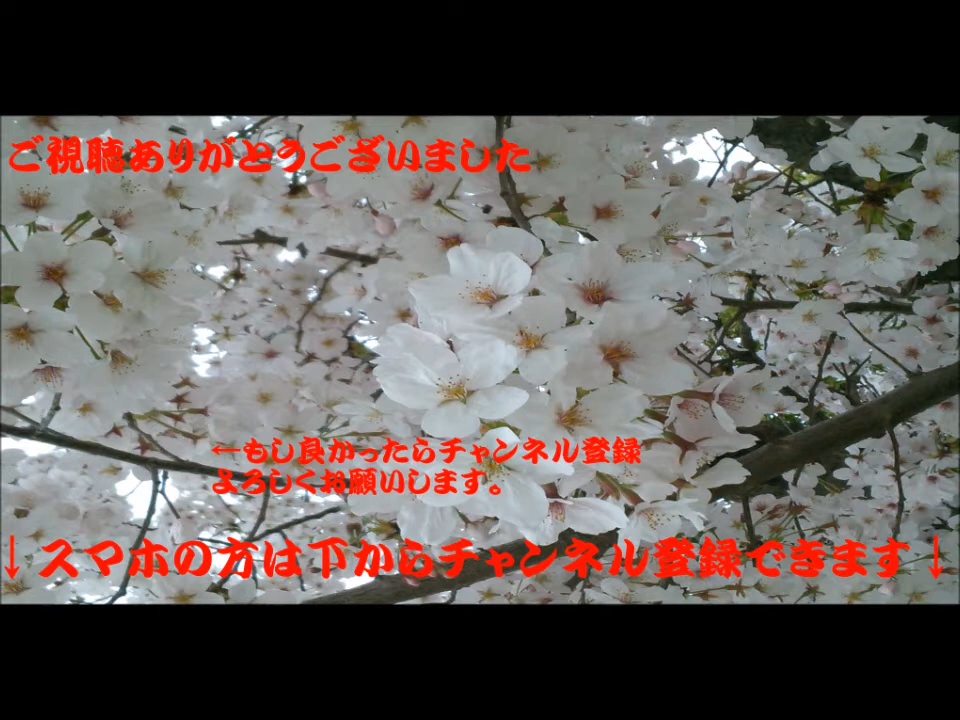 ご視聴ありがとうございました
←もし良かったらチャンネル登録
よろしくお願いします。
↓スマホの方は下からチャンネル登録できます↓